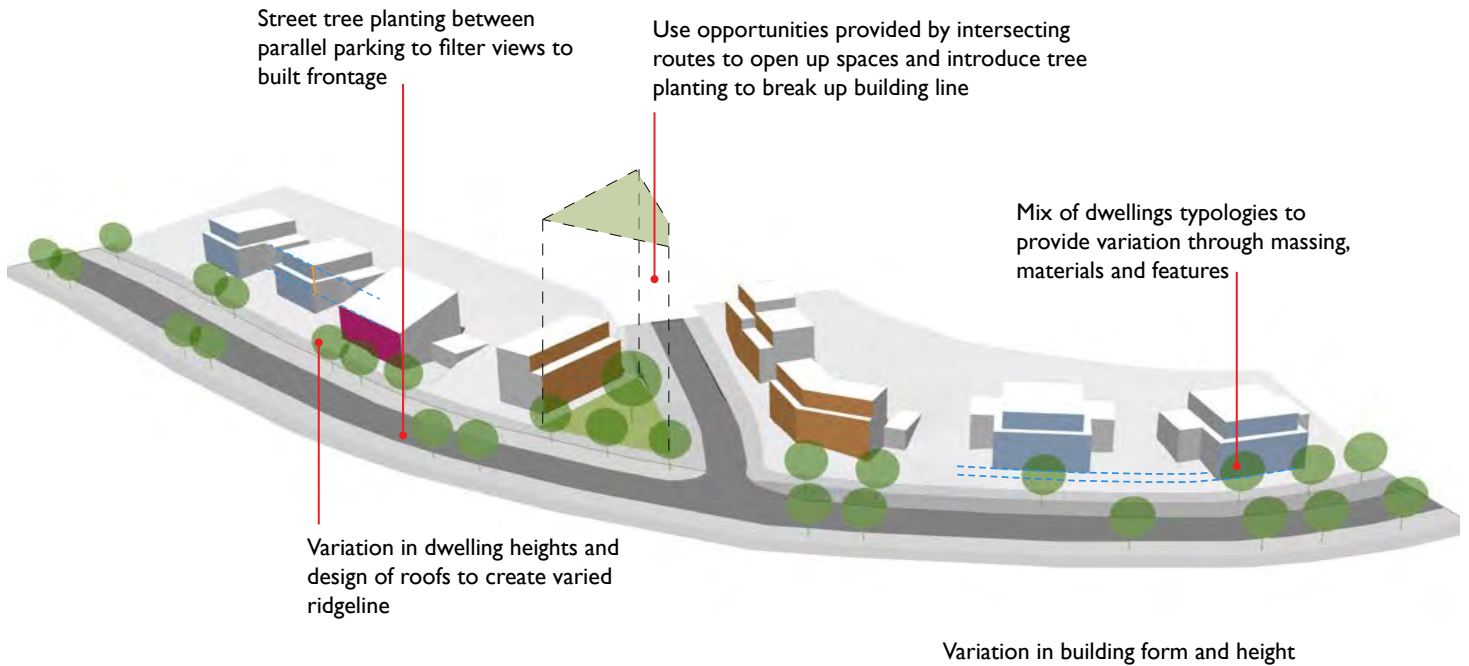 Street tree planting between
parallel parking to filter views to
built frontage
Use opportunities provided by intersecting
routes to open up spaces and introduce tree
planting to break up building line
Mix of dwellings typologies to
provide variation through massing,
materials and features
Variation in dwelling heights and
design of roofs to create varied
ridgeline
Variation in building form and height